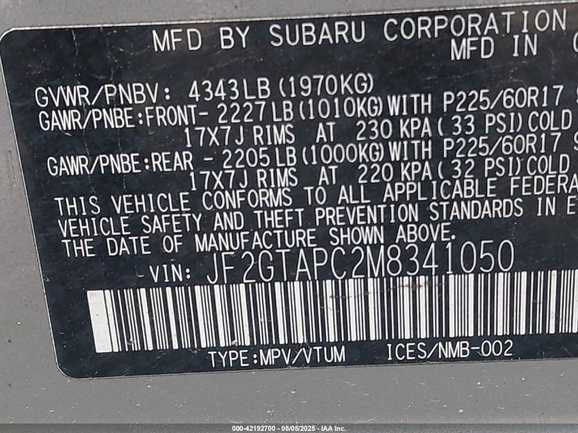 MFD BY SUBARU CORPORATION
MFD IN
GVWR/PNBV: 4343LB (1970KG)
GAWR/PNBE:FRONT- 2227LB (1010KG) WITH P225/60R17
17X7J RIMS AT 230 KPA (33 PSI) COLD
GAWR/PNBE:REAR - 2205LB (1000KG) WITH P225/60R17
17X7J RIMS AT 220 KPA (32 PSI) COLD
THIS VEHICLE CONFORMS TO ALL APPLICABLE FEDERA
VEHICLE SAFETY AND THEFT PREVENTION STANDARDS IN E
THE DATE OF MANUFACTURE SHOWN ABOVE.
VIN: JF2GTAPC2M8341050
TYPE:MPV/VTUM ICES/NMB-002
000-42192700 - 08/05/2025 - IAA Inc.